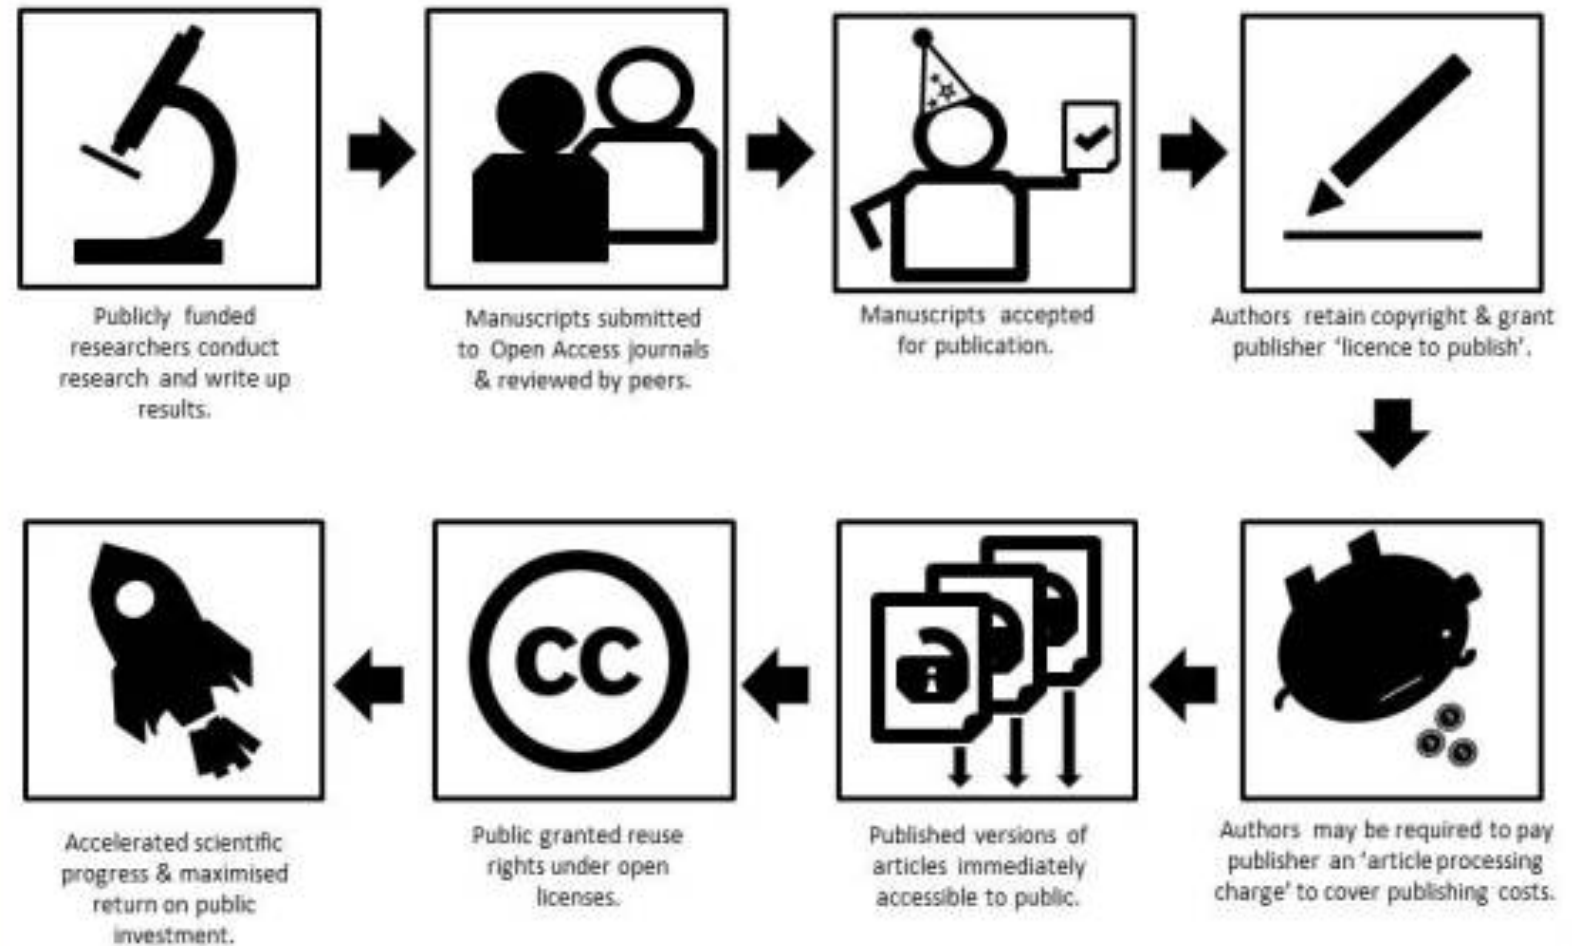 Publicly funded
researchers conduct
research and write up
results.
Manuscripts submitted
to Open Access journals
& reviewed by peers.
Manuscripts accepted
for publication.
Authors retain copyright & grant
publisher ‘licence to publish’.
Authors may be required to pay
publisher an ‘article processing
charge’ to cover publishing costs.
Published versions of
articles immediately
accessible to public.
CC
Public granted reuse
rights under open
licenses.
Accelerated scientific
progress & maximised
return on public
investment.